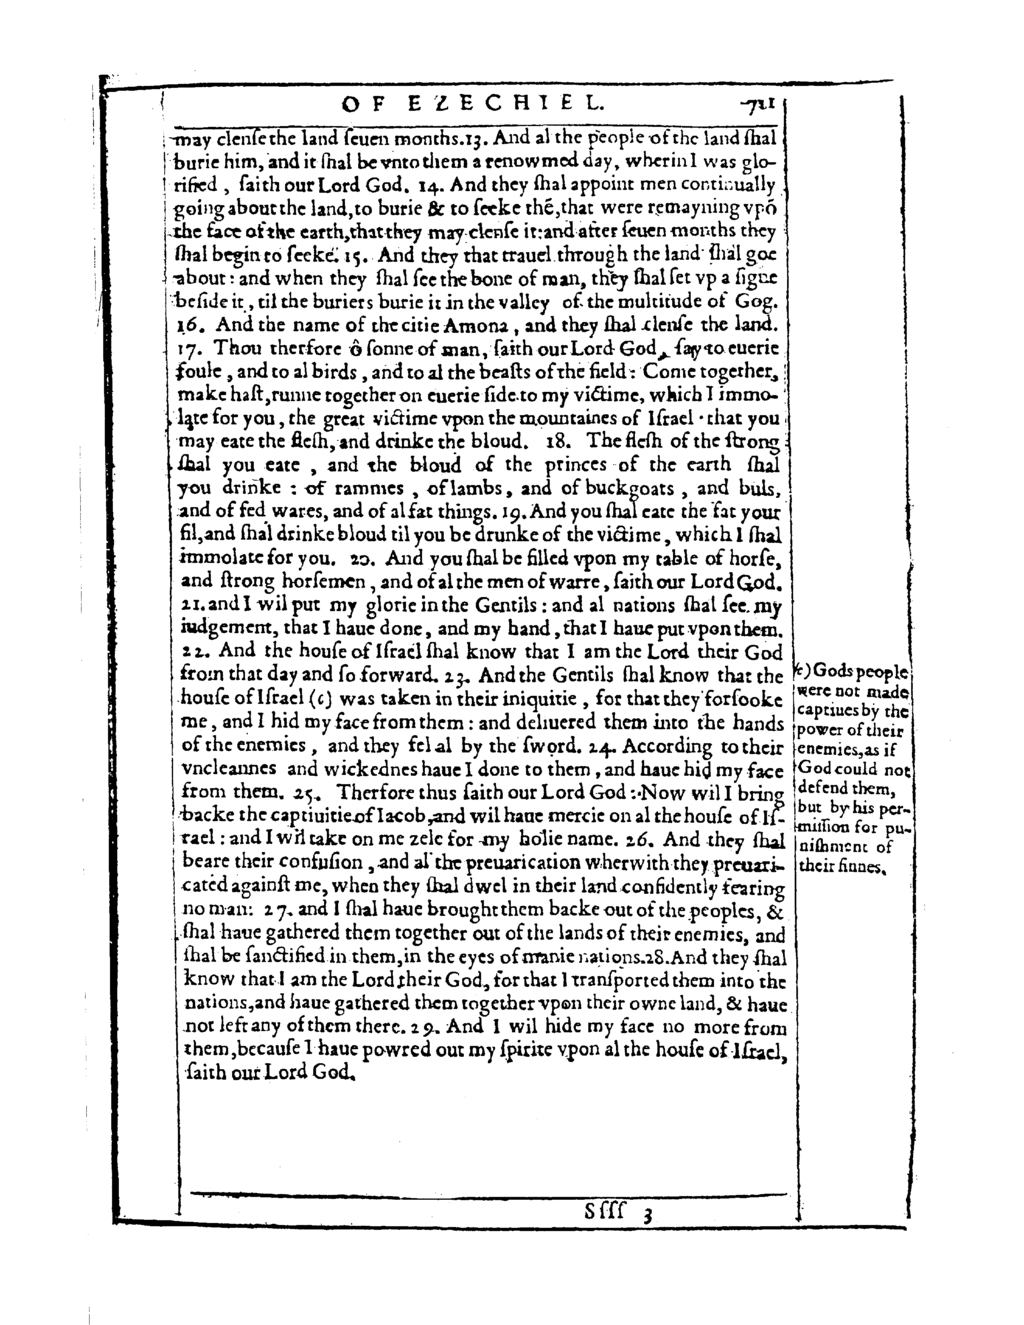 OF EZECHIEL. 721
may clenſe the land ſeuen months. 13. And al the people of the land ſhal
burie him, and it ſhal be vnto them a renowmed day, wherin I was glo-
rified, ſaith our Lord God. 14. And they ſhal appoint men continually
going about the land, to burie & to ſeeke thē, that were remayning vpō
the face of the earth, that they may clenſe it: and after ſeuen months they
ſhal begin to ſeeke. 15. And they that trauel through the land ſhal goe
about: and when they ſhal ſee the bone of man, they ſhal ſet vp a ſigne
beſide it, til the buriers burie it in the valley of the multitude of Gog.
16. And the name of the citie Amona, and they ſhal clenſe the land.
17. Thou therfore ô ſonne of man, ſaith our Lord God, ſay to euerie
foule, and to al birds, and to al the beaſts of the field: Come together,
make haſt, runne together on euerie ſide to my victime, which I immo-
late for you, the great victime vpon the mountaines of Iſrael: that you
may eate the fleſh, and drinke the bloud. 18. The fleſh of the ſtrong
ſhal you eate, and the bloud of the princes of the earth ſhal
you drinke: of rammes, of lambs, and of buckgoats, and buls,
and of fed wares, and of al fat things. 19. And you ſhal eate the fat your
fil, and ſhal drinke bloud til you be drunke of the victime, which I ſhal
immolate for you. 20. And you ſhal be filled vpon my table of horſe,
and ſtrong horſemen, and of al the men of warre, ſaith our Lord God.
21. and I wil put my glorie in the Gentils: and al nations ſhal ſee my
iudgement, that I haue done, and my hand, that I haue put vpon them.
22. And the houſe of Iſrael ſhal know that I am the Lord their God
from that day and ſo forward. 23. And the Gentils ſhal know that the
houſe of Iſrael (c) was taken in their iniquitie, for that they forſooke
me, and I hid my face from them: and deliuered them into the hands
of the enemies, and they fel al by the ſword. 24. According to their
vncleannes and wickednes haue I done to them, and haue hid my face
from them. 25. Therfore thus ſaith our Lord God: Now wil I bring
backe the captiuitie of Iacob, and wil haue mercie on al the houſe of Iſ-
rael: and I wil take on me zele for my holie name. 26. And they ſhal
beare their confuſion, and al the preuarication wherwith they preuari-
cated againſt me, when they ſhal dwel in their land confidently fearing
no man: 27. and I ſhal haue brought them backe out of the peoples, &
ſhal haue gathered them together out of the lands of their enemies, and
ſhal be ſanctified in them, in the eyes of manie nations. 28. And they ſhal
know that I am the Lord their God, for that I tranſported them into the
nations, and haue gathered them together vpon their owne land, & haue
not left any of them there. 29. And I wil hide my face no more from
them, becauſe I haue powred out my ſpirite vpon al the houſe of Iſrael,
ſaith our Lord God.
(c) Gods people
were not made
captiues by the
power of their
enemies, as if
God could not
defend them,
but by his per-
miſſion for pu-
niſhment of
their ſinnes.
Sſſſ 3